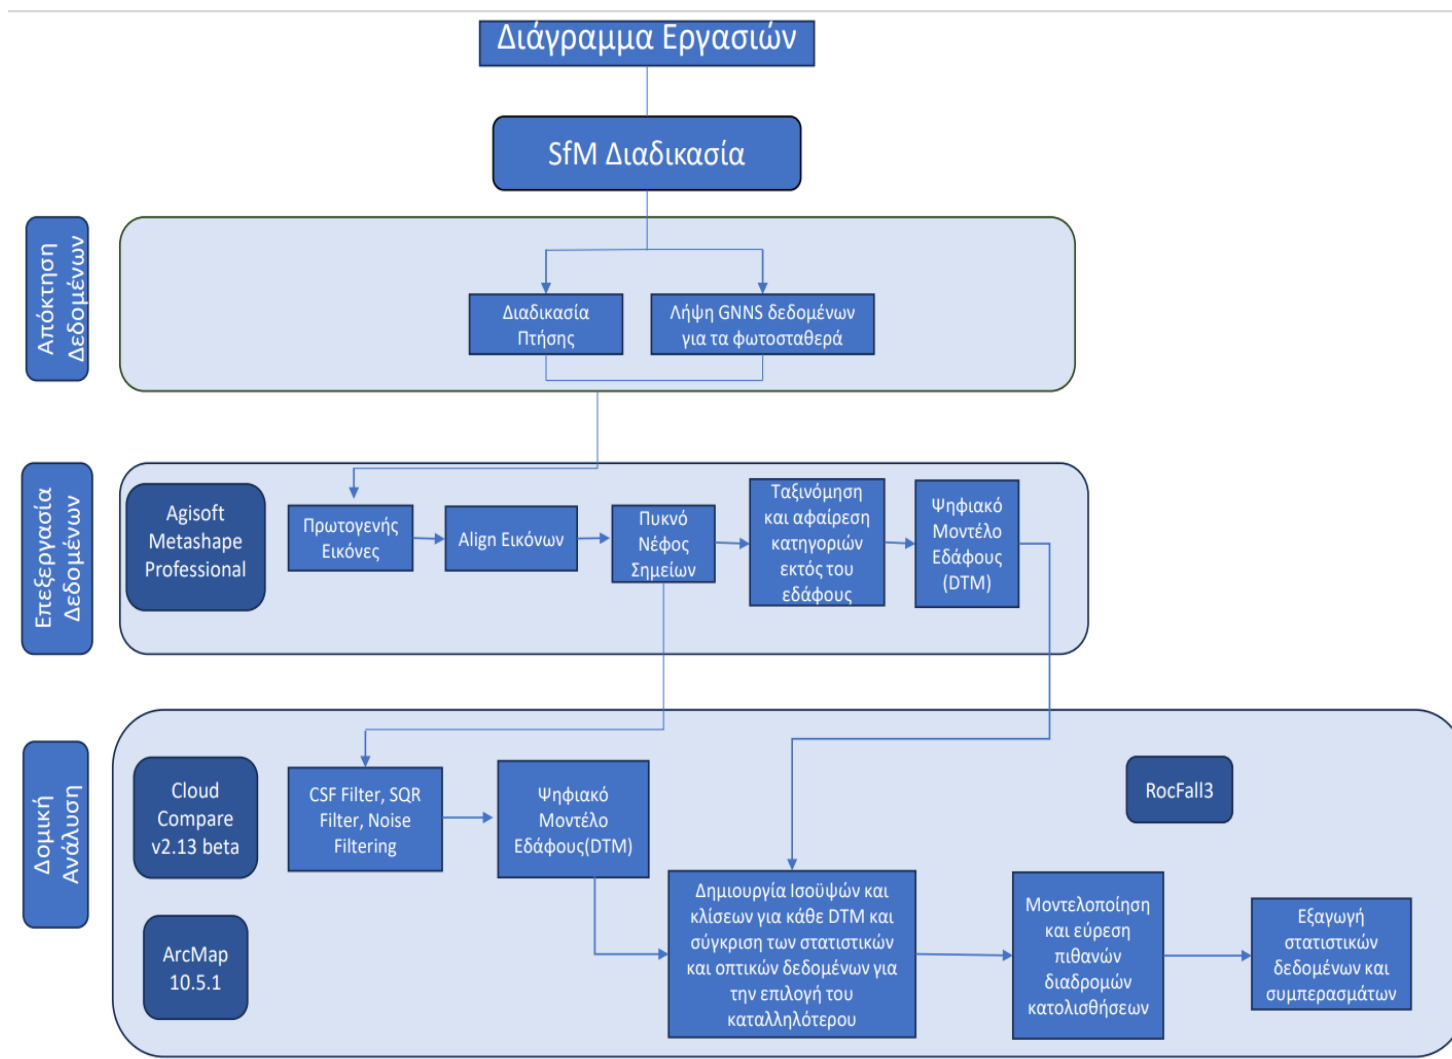 Διάγραμμα Εργασιών
SfM Διαδικασία
Απόκτηση
Δεδομένων
Διαδικασία
Πτήσης
Λήψη GNNS δεδομένων
για τα φωτοσταθερά
Επεξεργασία
Δεδομένων
Agisoft
Metashape
Professional
Πρωτογενής
Εικόνες
Align Εικόνων
Πυκνό
Νέφος
Σημείων
Ταξινόμηση
και αφαίρεση
κατηγοριών
εκτός του
εδάφους
Ψηφιακό
Μοντέλο
Εδάφους
(DTM)
Δομική
Ανάλυση
Cloud
Compare
v2.13 beta
ArcMap
10.5.1
CSF Filter, SQR
Filter, Noise
Filtering
Ψηφιακό
Μοντέλο
Εδάφους(DTM)
Δημιουργία Ισοϋψών και
κλίσεων για κάθε DTM και
σύγκριση των στατιστικών
και οπτικών δεδομένων για
την επιλογή του
καταλληλότερου
RocFall3
Μοντελοποίηση
και εύρεση
πιθανών
διαδρομών
κατολισθήσεων
Εξαγωγή
στατιστικών
δεδομένων και
συμπερασμάτων